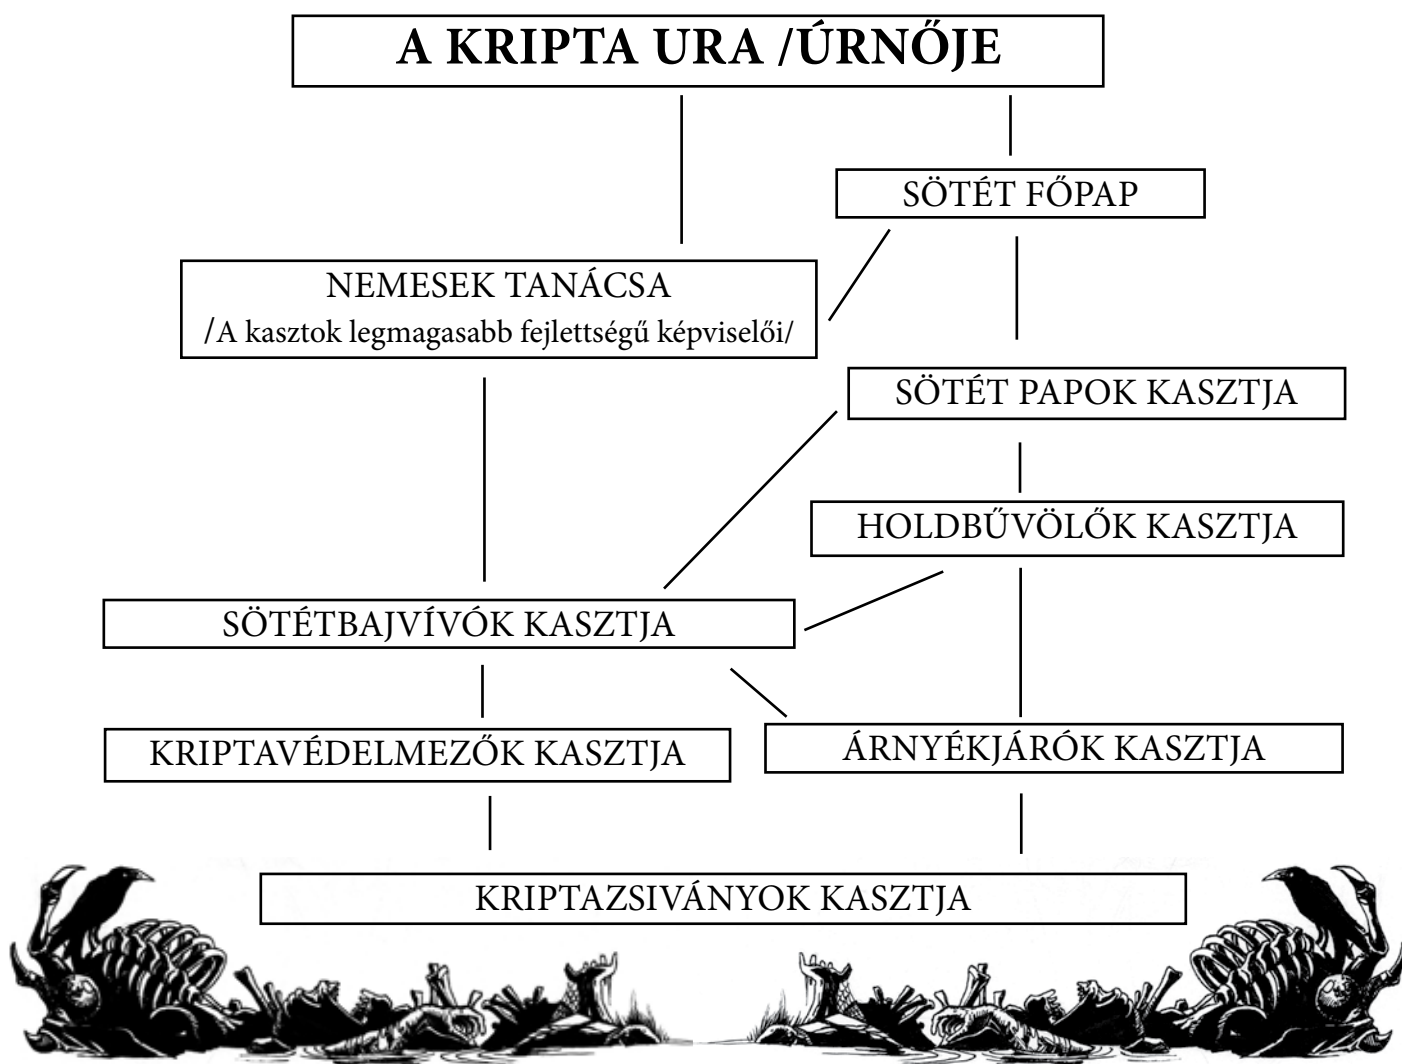 A KRIPTA URA /ÚRNŐJE
SÖTÉT FŐPAP
NEMESEK TANÁCSA
/A kasztok legmagasabb fejlettségű képviselői/
SÖTÉT PAPOK KASZTJA
HOLDBŰVÖLŐK KASZTJA
SÖTÉTBAJVÍVÓK KASZTJA
KRIPTAVÉDELMEZŐK KASZTJA
ÁRNYÉKJÁRÓK KASZTJA
KRIPTAZSIVÁNYOK KASZTJA